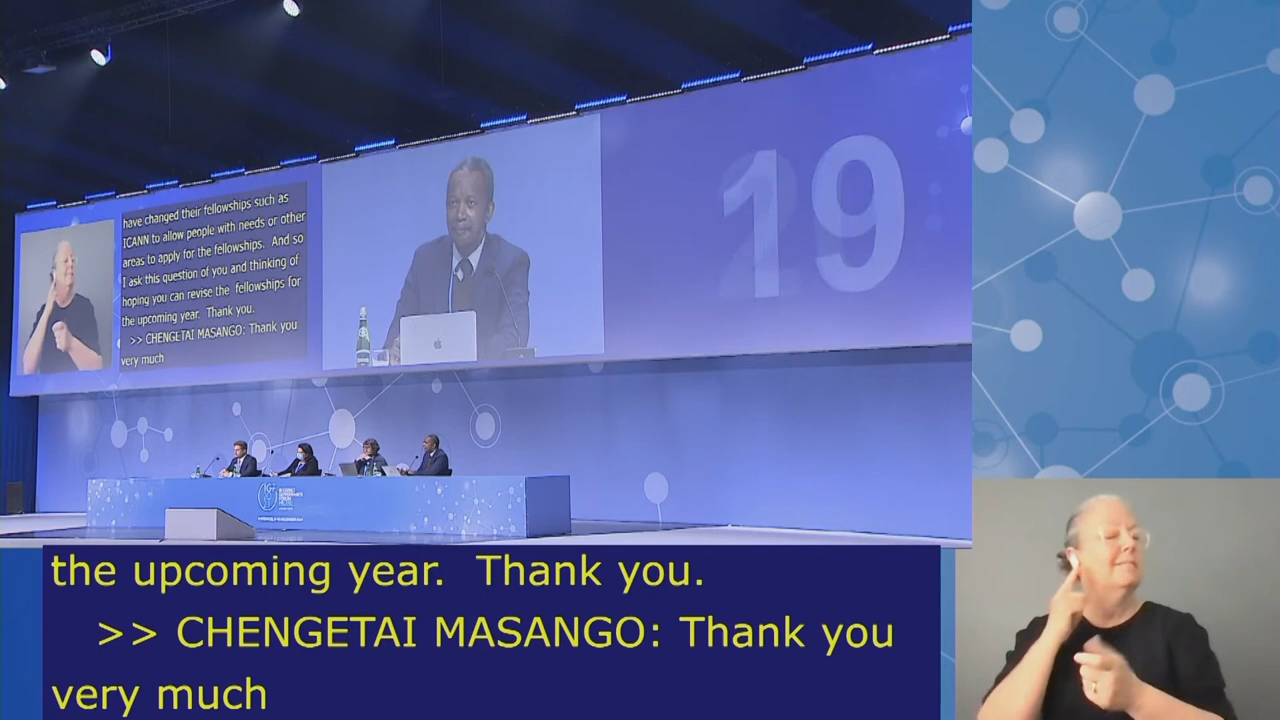 have changed their fellowships such as
ICANN to allow people with needs or other
areas to apply for the fellowships. And so
I ask this question of you and thinking of
hoping you can revise the fellowships for
the upcoming year. Thank you.
>> CHENGETAI MASANGO: Thank you
very much
19
the upcoming year. Thank you.
>> CHENGETAI MASANGO: Thank you
very much